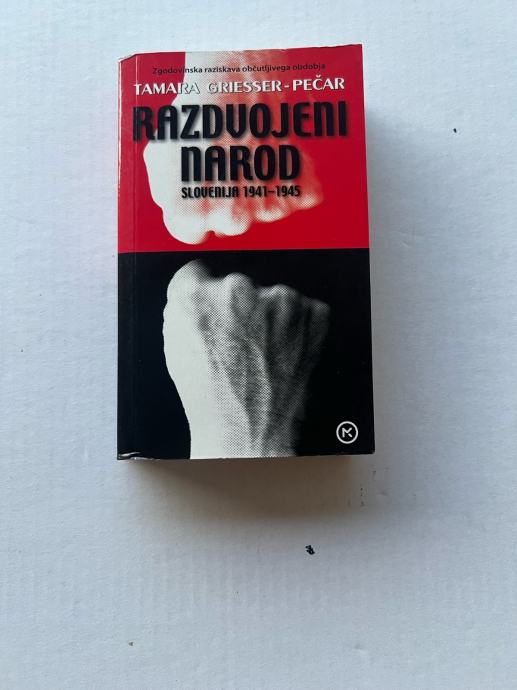 Zgodovinska raziskava občutljivega obdobja
TAMARA GRIESSER-PEČAR
RAZDVOJENI
NAROD
SLOVENIJA 1941–1945